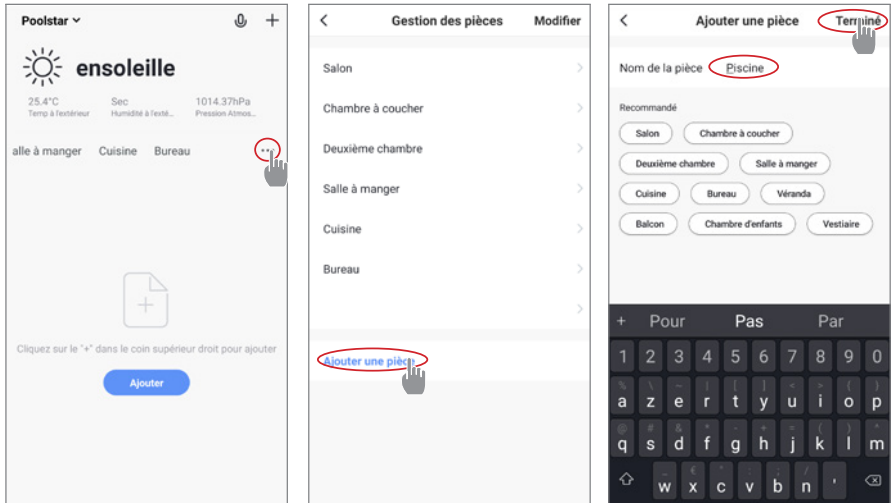 Poolstar
ensoleille
25.4°C Sec 1014.37hPa
Temp à l'extérieur Humidité à l'exté... Pression Atmos...
alle à manger Cuisine Bureau ...
Cliquez sur le "+" dans le coin supérieur droit pour ajouter
Ajouter
Gestion des pièces Modifier
Salon
Chambre à coucher
Deuxième chambre
Salle à manger
Cuisine
Bureau
Ajouter une pièce
Ajouter une pièce Terminé
Nom de la pièce Piscine
Recommandé
Salon Chambre à coucher
Deuxième chambre Salle à manger
Cuisine Bureau Véranda
Balcon Chambre d'enfants Vestiaire
+ Pour Pas Par
1 2 3 4 5 6 7 8 9 0
a z e r t y u i o p
q s d f g h j k l m
w x c v b n '